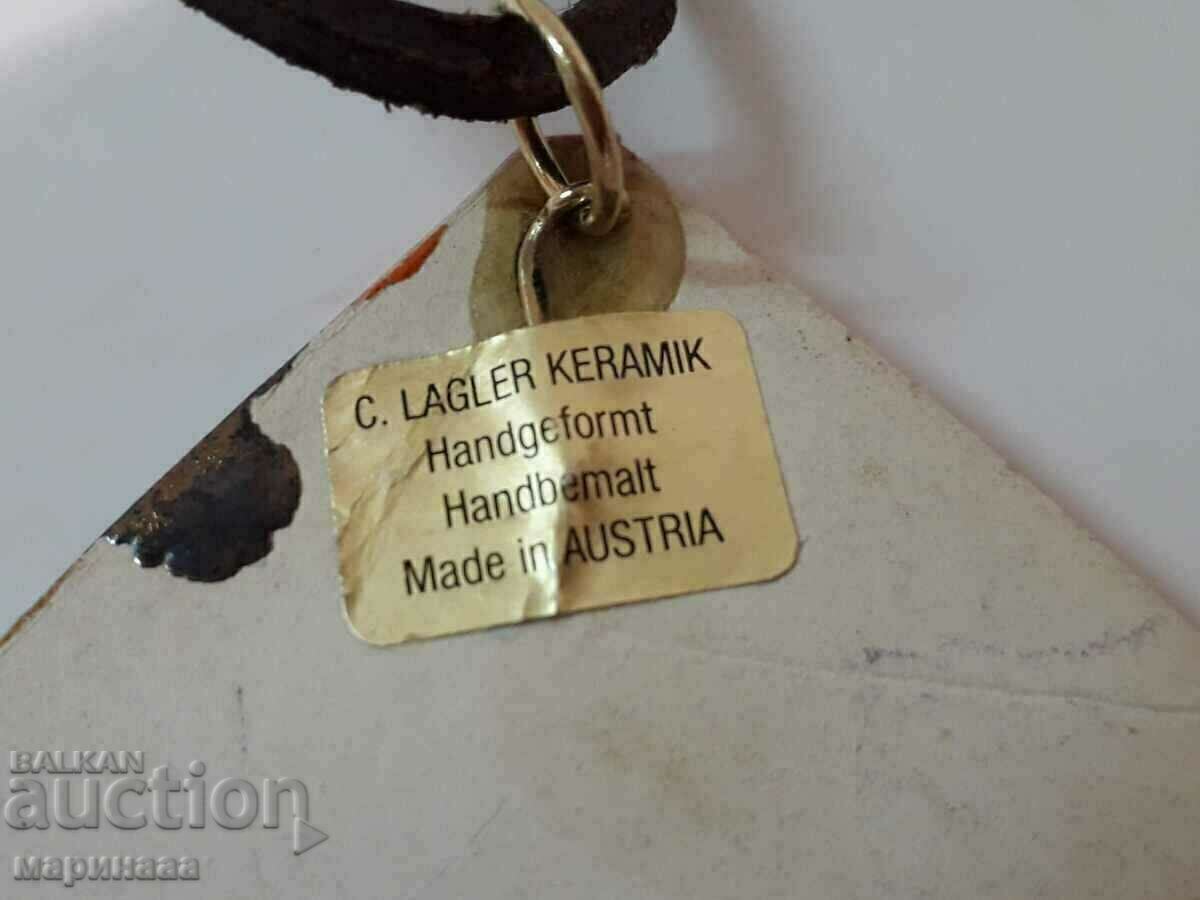 C. LAGLER KERAMIK
Handgeformt
Handbemalt
Made in AUSTRIA
BALKAN
auction
маринааа